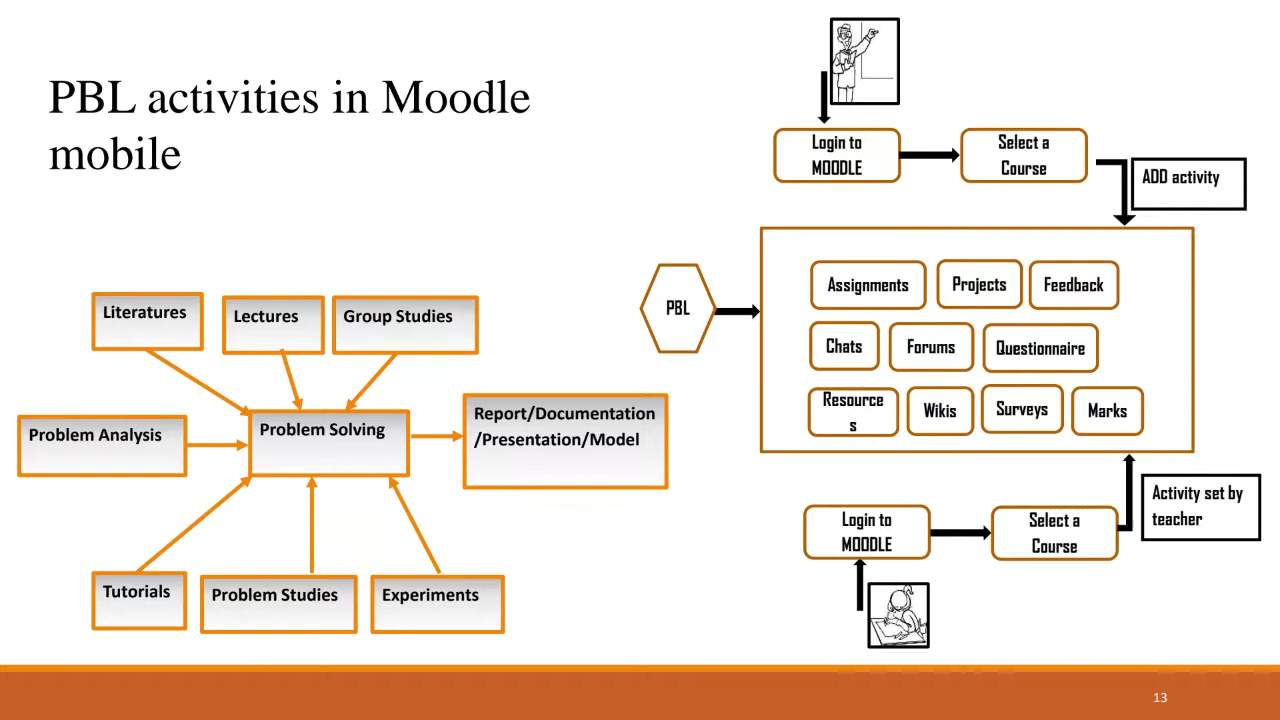 PBL activities in Moodle
mobile
Literatures
Lectures
Group Studies
Problem Analysis
Problem Solving
Report/Documentation
/Presentation/Model
Tutorials
Problem Studies
Experiments
Login to
MOODLE
Select a
Course
ADD activity
PBL
Assignments
Projects
Feedback
Chats
Forums
Questionnaire
Resource
s
Wikis
Surveys
Marks
Activity set by
teacher
Login to
MOODLE
Select a
Course
13